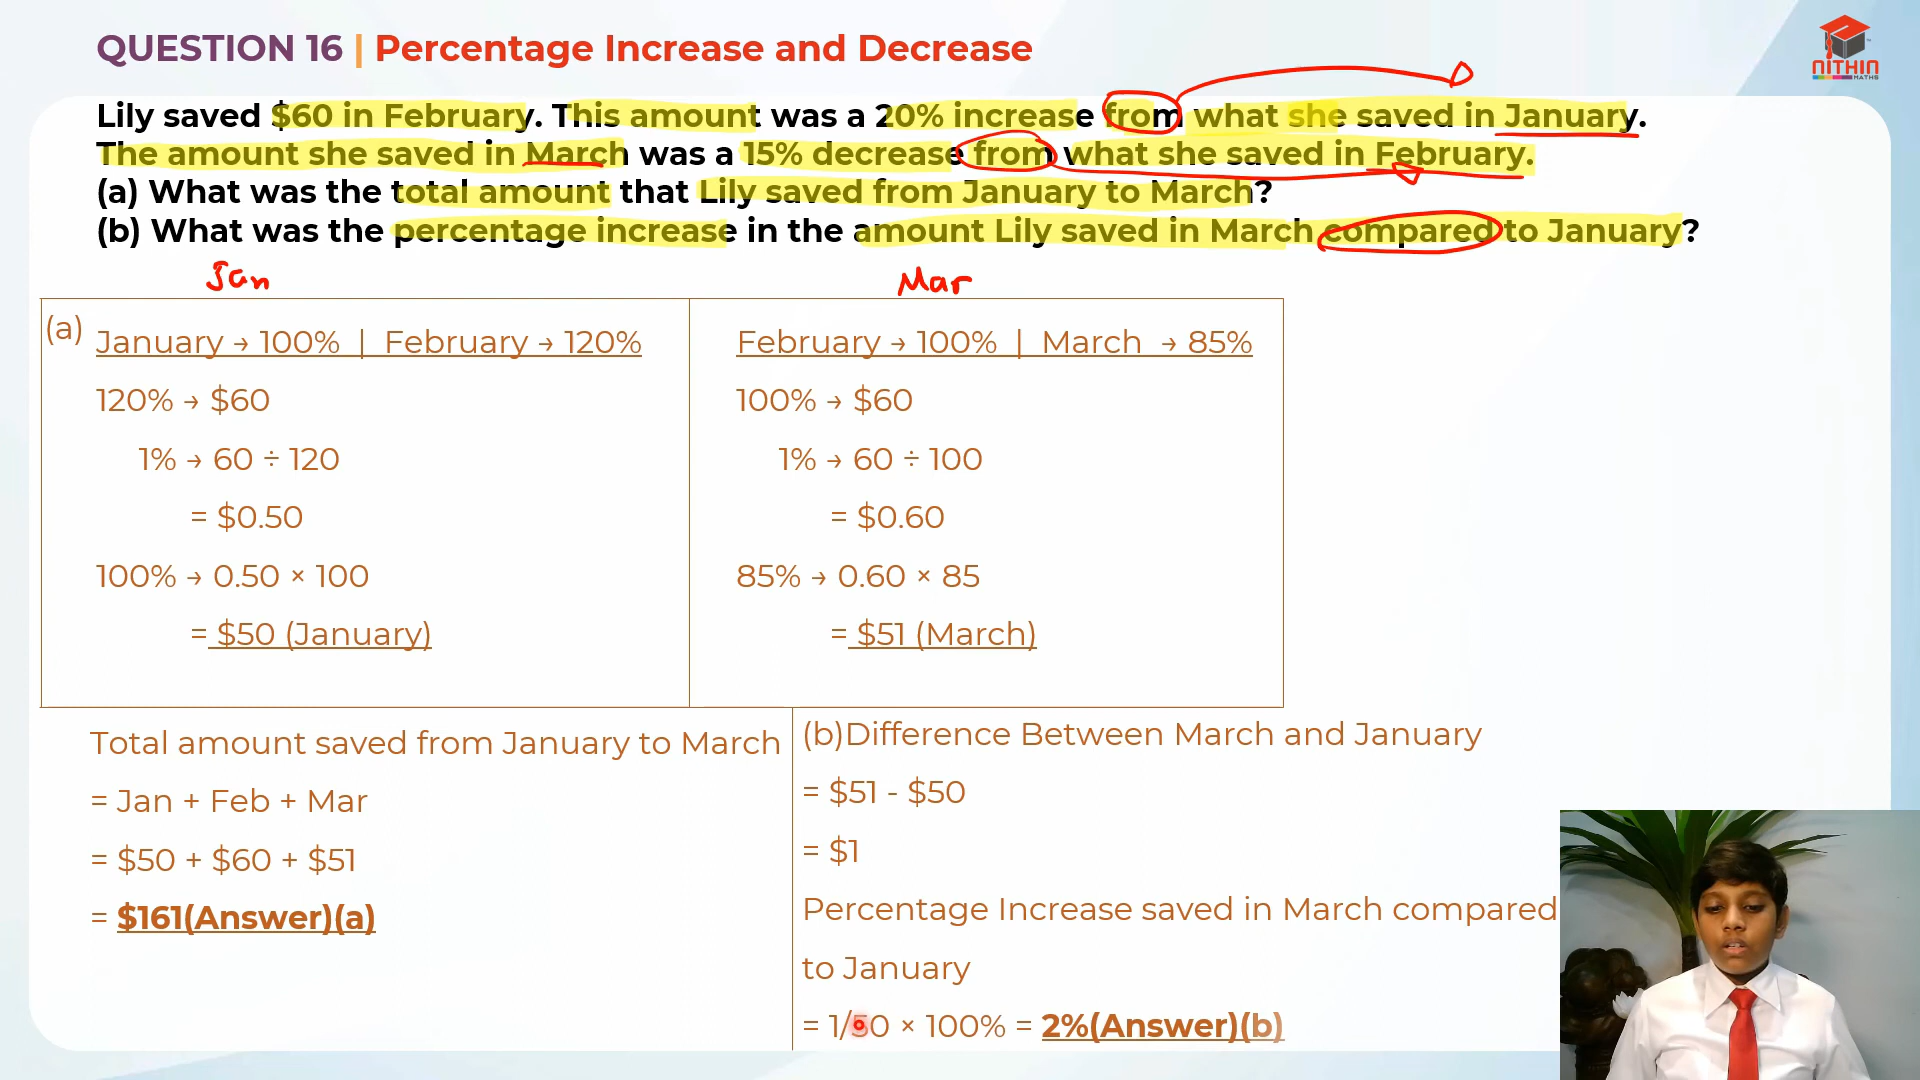 QUESTION 16 | Percentage Increase and Decrease
NITHIN
MATHS
Lily saved $60 in February. This amount was a 20% increase from what she saved in January.
The amount she saved in March was a 15% decrease from what she saved in February.
(a) What was the total amount that Lily saved from January to March?
(b) What was the percentage increase in the amount Lily saved in March compared to January?
Jan
Mar
(a) January → 100% | February → 120%
120% → $60
1% → 60 ÷ 120
= $0.50
100% → 0.50 × 100
= $50 (January)
February → 100% | March → 85%
100% → $60
1% → 60 ÷ 100
= $0.60
85% → 0.60 × 85
= $51 (March)
Total amount saved from January to March
= Jan + Feb + Mar
= $50 + $60 + $51
= $161(Answer)(a)
(b)Difference Between March and January
= $51 - $50
= $1
Percentage Increase saved in March compared
to January
= 1/50 × 100% = 2%(Answer)(b)